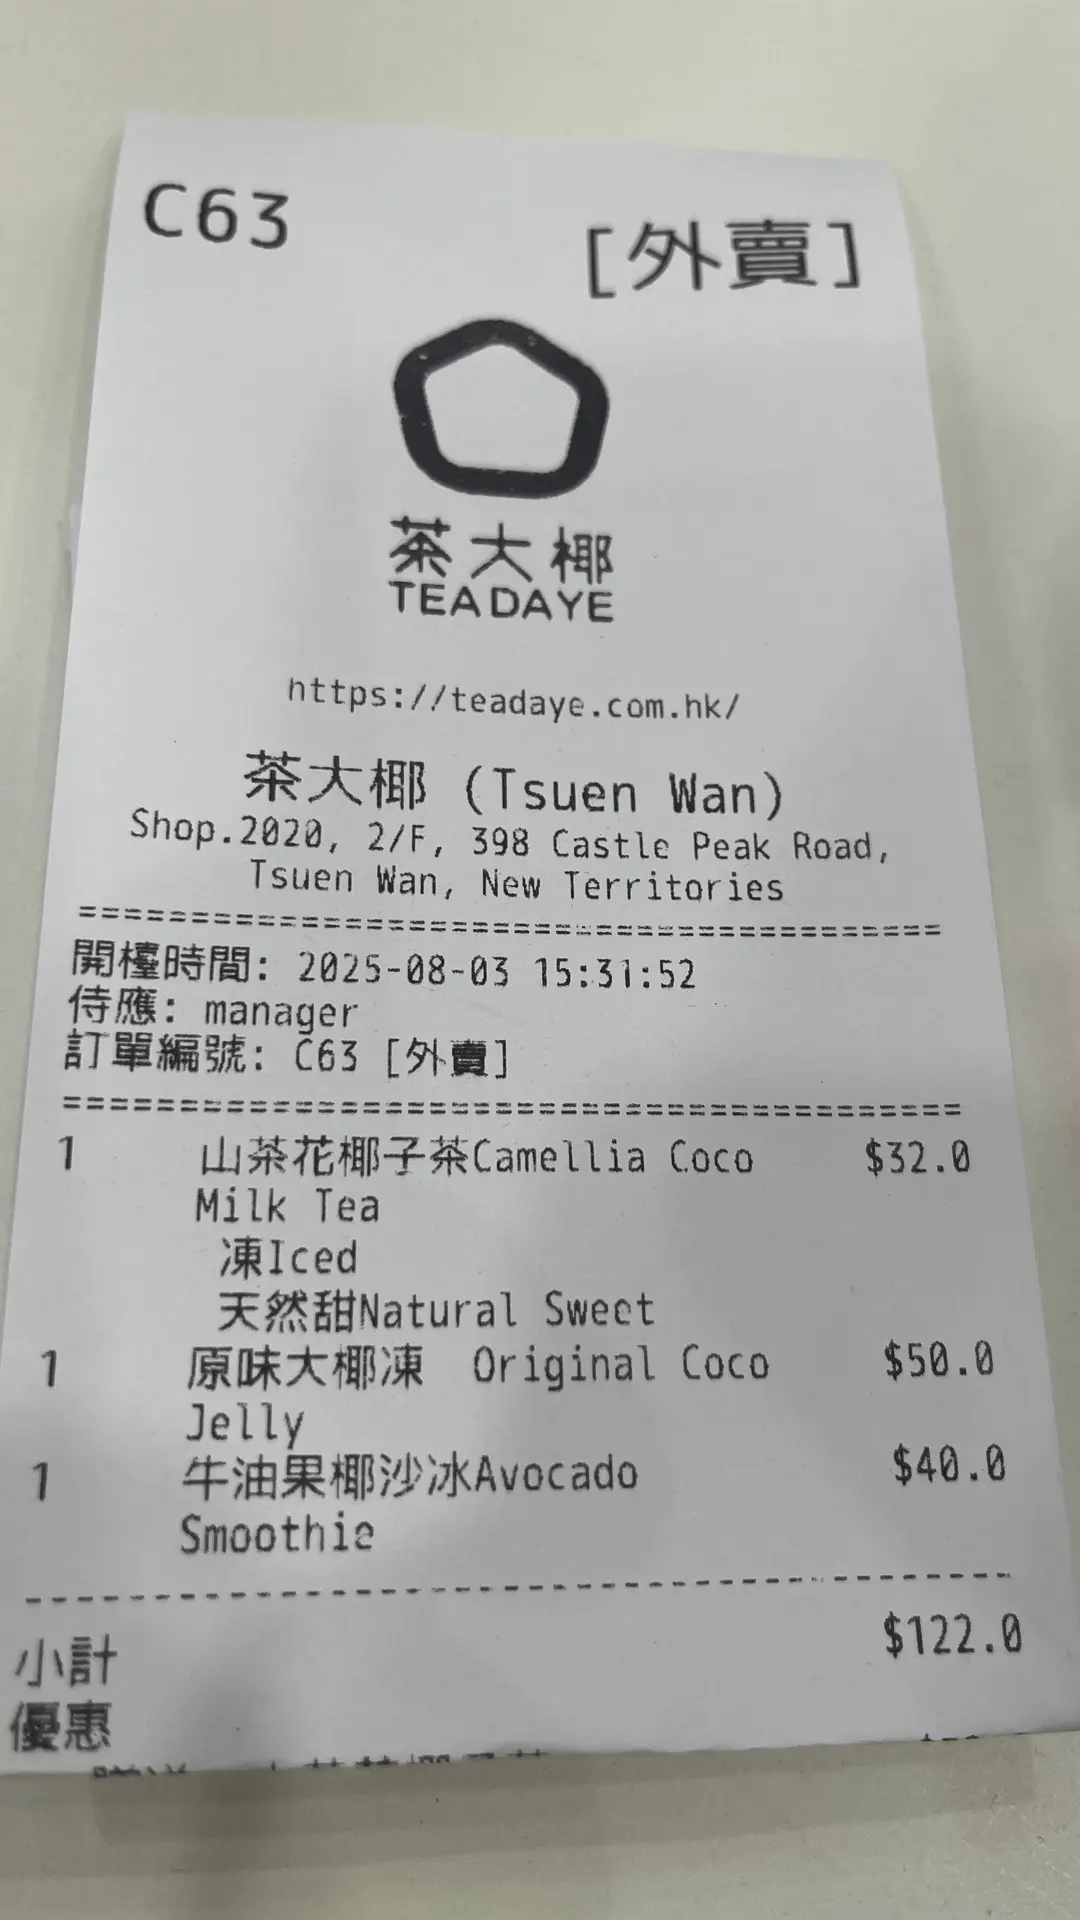 C63
[外賣]
茶大椰
TEADAYE
https://teadaye.com.hk/
茶大椰 (Tsuen Wan)
Shop.2020, 2/F, 398 Castle Peak Road,
Tsuen Wan, New Territories
==========================================
開檯時間: 2025-08-03 15:31:52
侍應: manager
訂單編號: C63 [外賣]
==========================================
1 山茶花椰子茶Camellia Coco $32.0
Milk Tea
凍Iced
天然甜Natural Sweet
1 原味大椰凍 Original Coco $50.0
Jelly
1 牛油果椰沙冰Avocado $40.0
Smoothie
------------------------------------------
小計 $122.0
優惠